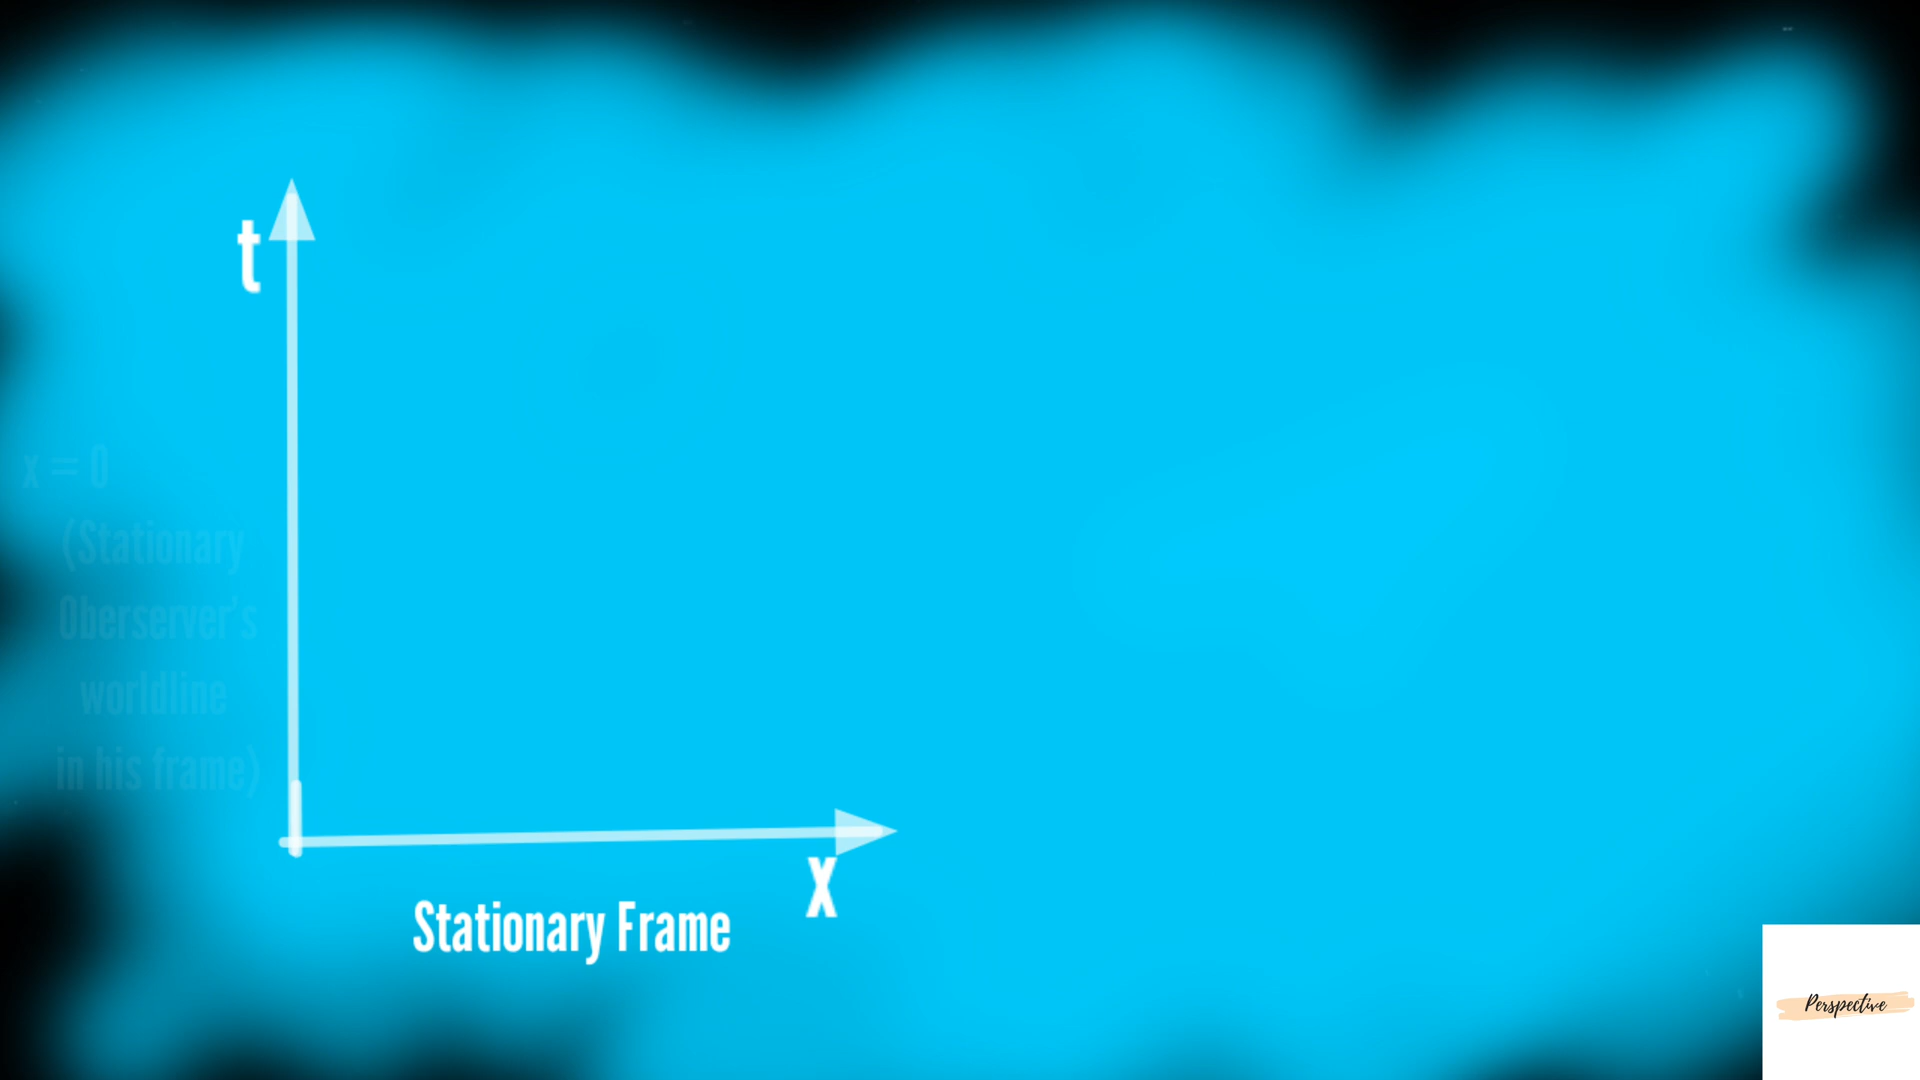 t
x = 0
(Stationary
Oberserver's
worldline
in his frame)
x
Stationary Frame
Perspective